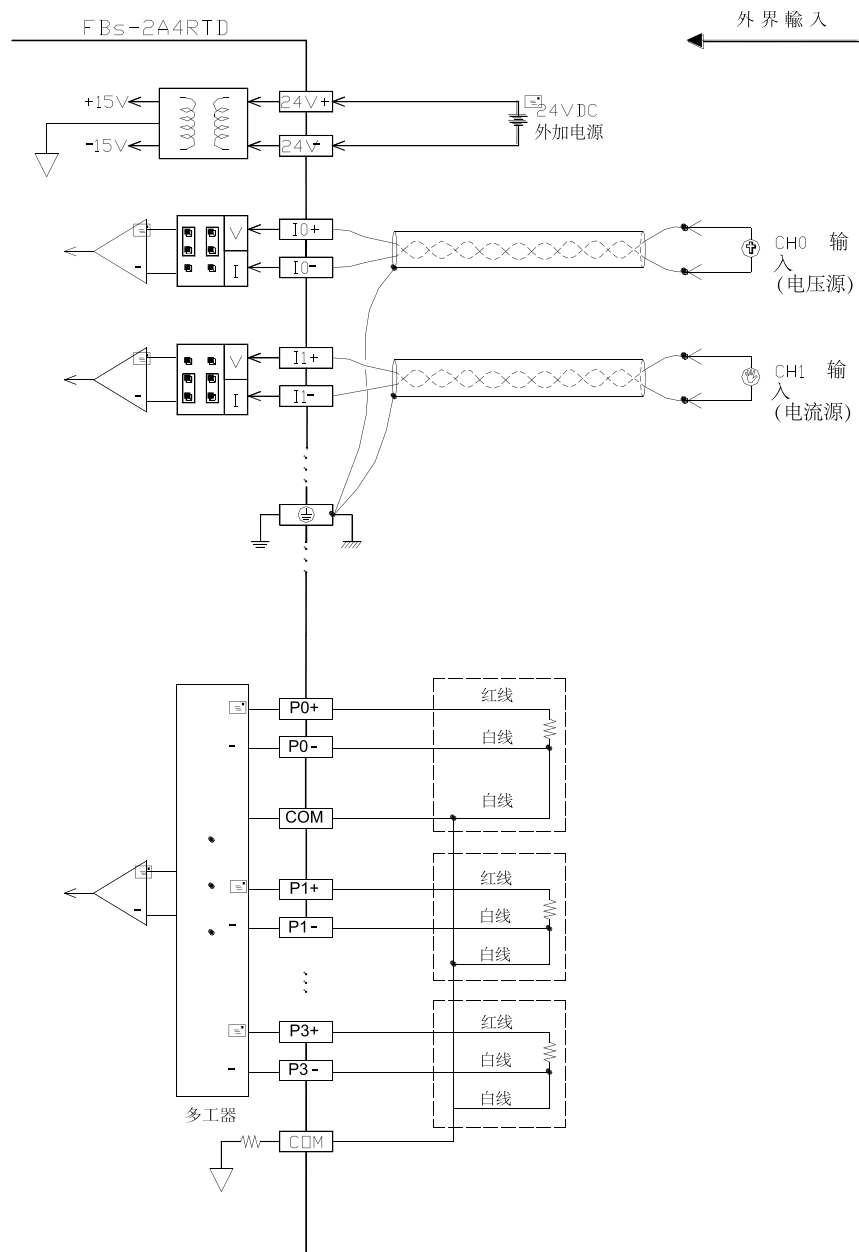 FBs-2A4RTD
外界輸入
+15V
24V+
24VDC
外加电源
-15V
24V-
V
I0+
I
I0-
CH0 输
入
(电压源)
V
I1+
I
I1-
CH1 输
入
(电流源)
P0+
红线
P0-
白线
COM
白线
P1+
红线
P1-
白线
白线
P3+
红线
P3-
白线
白线
多工器
COM